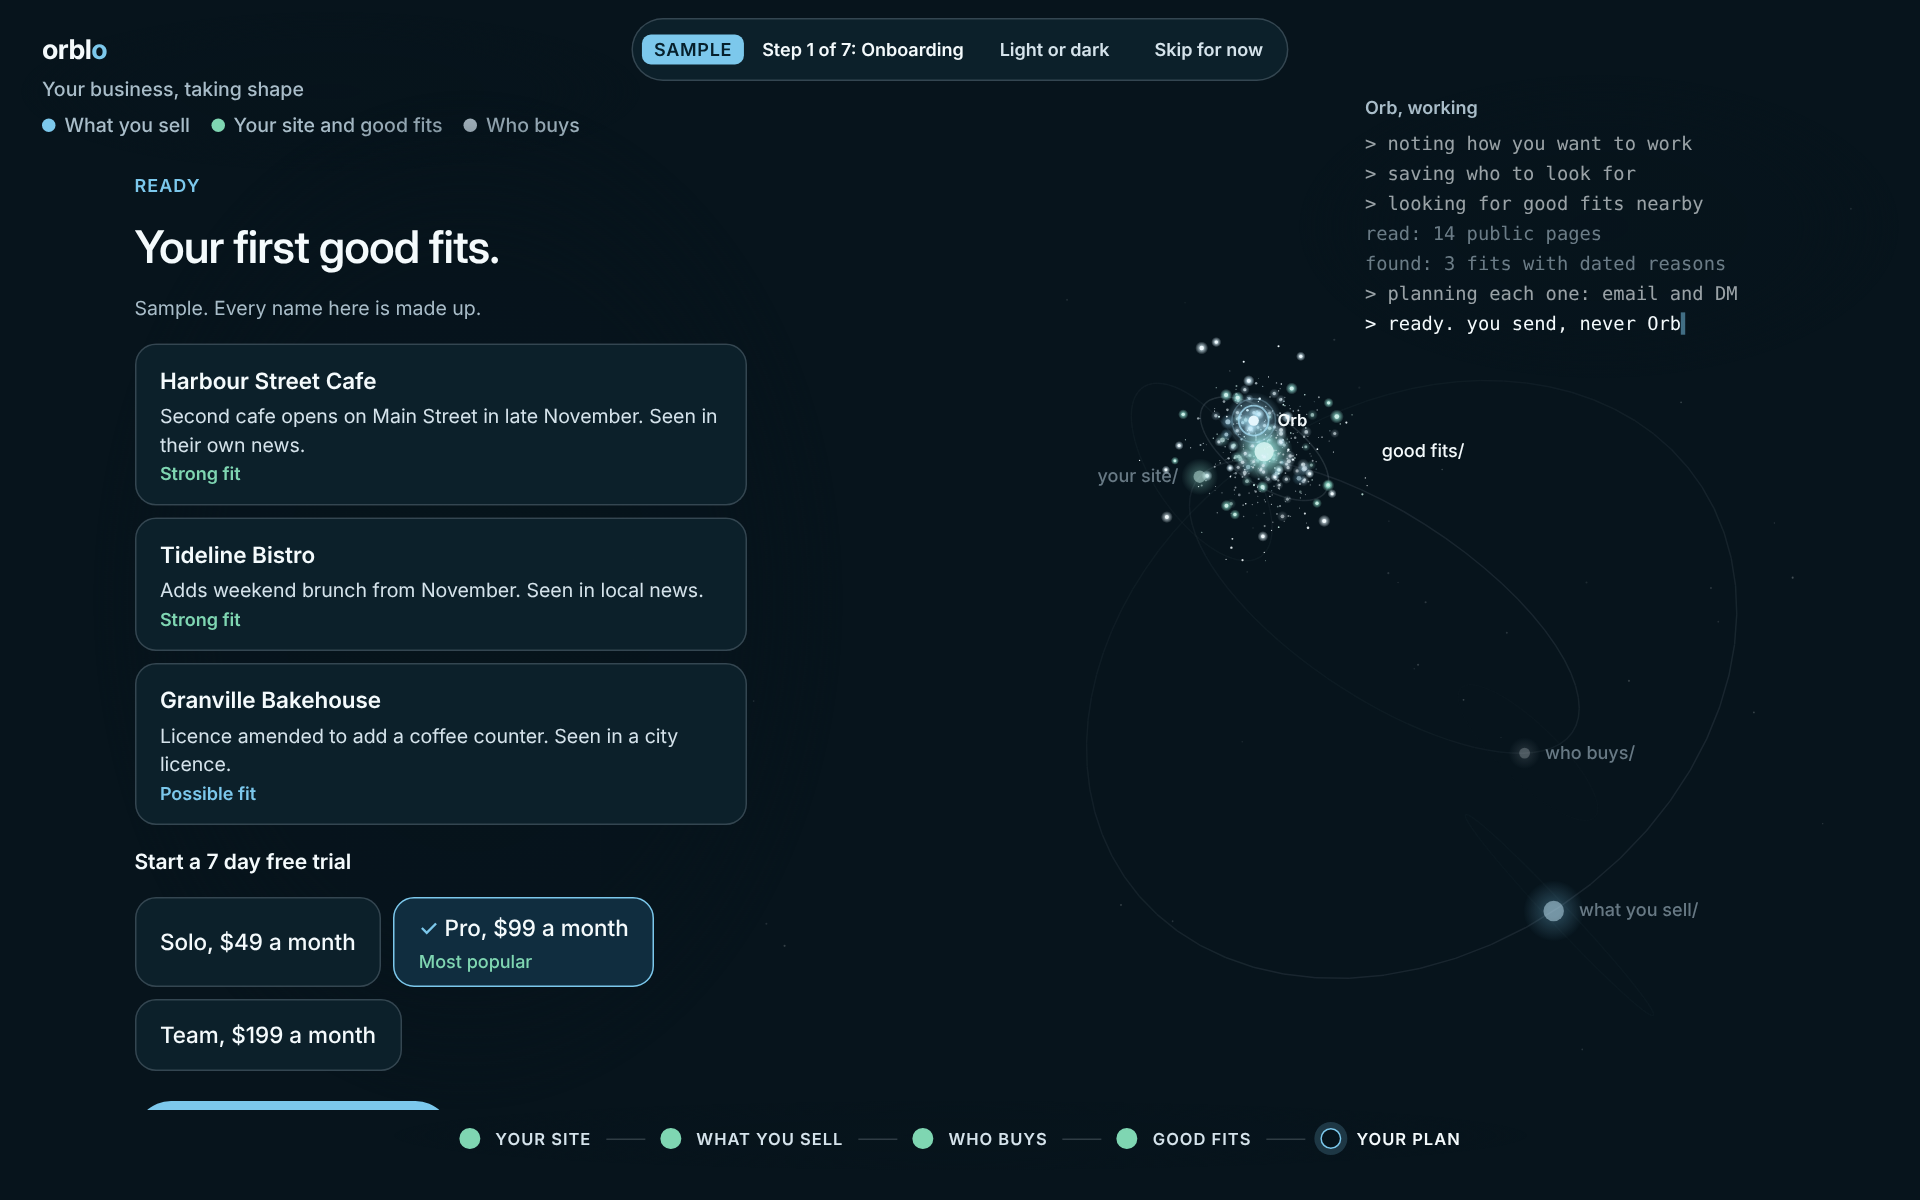 orblo
Your business, taking shape
What you sell
Your site and good fits
Who buys
SAMPLE
Step 1 of 7: Onboarding
Light or dark
Skip for now
Orb, working
> noting how you want to work
> saving who to look for
> looking for good fits nearby
read: 14 public pages
found: 3 fits with dated reasons
> planning each one: email and DM
> ready. you send, never Orb
READY
Your first good fits.
Sample. Every name here is made up.
Harbour Street Cafe
Second cafe opens on Main Street in late November. Seen in
their own news.
Strong fit
Tideline Bistro
Adds weekend brunch from November. Seen in local news.
Strong fit
Granville Bakehouse
Licence amended to add a coffee counter. Seen in a city
licence.
Possible fit
Start a 7 day free trial
Solo, $49 a month
Pro, $99 a month
Most popular
Team, $199 a month
Orb
good fits/
your site/
who buys/
what you sell/
YOUR SITE
WHAT YOU SELL
WHO BUYS
GOOD FITS
YOUR PLAN